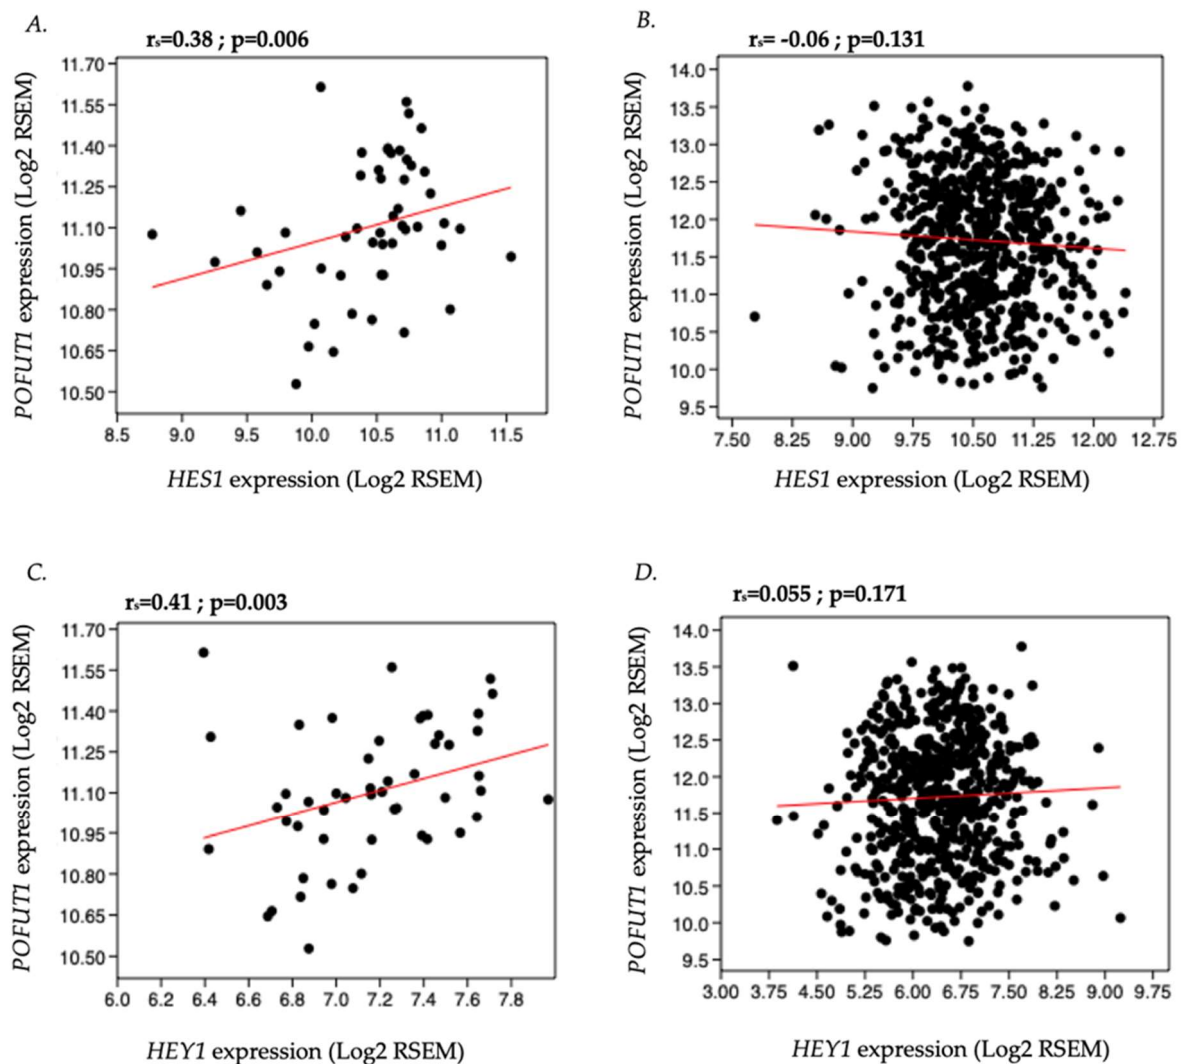 A.
rₛ=0.38 ; p=0.006
POFUT1 expression (Log2 RSEM)
11.70
11.55
11.40
11.25
11.10
10.95
10.80
10.65
10.50
8.5 9.0 9.5 10.0 10.5 11.0 11.5
HES1 expression (Log2 RSEM)
B.
rₛ= -0.06 ; p=0.131
POFUT1 expression (Log2 RSEM)
14.0
13.5
13.0
12.5
12.0
11.5
11.0
10.5
10.0
9.5
7.50 8.25 9.00 9.75 10.50 11.25 12.00 12.75
HES1 expression (Log2 RSEM)
C.
rₛ=0.41 ; p=0.003
POFUT1 expression (Log2 RSEM)
11.70
11.55
11.40
11.25
11.10
10.95
10.80
10.65
10.50
6.0 6.2 6.4 6.6 6.8 7.0 7.2 7.4 7.6 7.8
HEY1 expression (Log2 RSEM)
D.
rₛ=0.055 ; p=0.171
POFUT1 expression (Log2 RSEM)
14.0
13.5
13.0
12.5
12.0
11.5
11.0
10.5
10.0
9.5
3.00 3.75 4.50 5.25 6.00 6.75 7.50 8.25 9.00 9.75
HEY1 expression (Log2 RSEM)